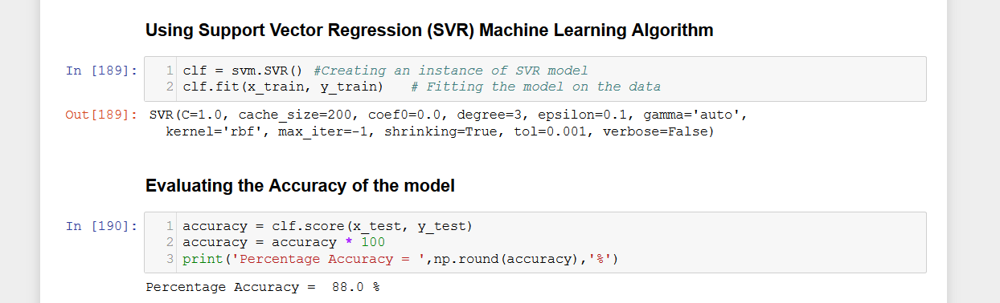 Using Support Vector Regression (SVR) Machine Learning Algorithm
In [189]:
1 clf = svm.SVR() #Creating an instance of SVR model
2 clf.fit(x_train, y_train)   # Fitting the model on the data
Out[189]: SVR(C=1.0, cache_size=200, coef0=0.0, degree=3, epsilon=0.1, gamma='auto',
kernel='rbf', max_iter=-1, shrinking=True, tol=0.001, verbose=False)
Evaluating the Accuracy of the model
In [190]:
1 accuracy = clf.score(x_test, y_test)
2 accuracy = accuracy * 100
3 print('Percentage Accuracy = ',np.round(accuracy),'%')
Percentage Accuracy =  88.0 %